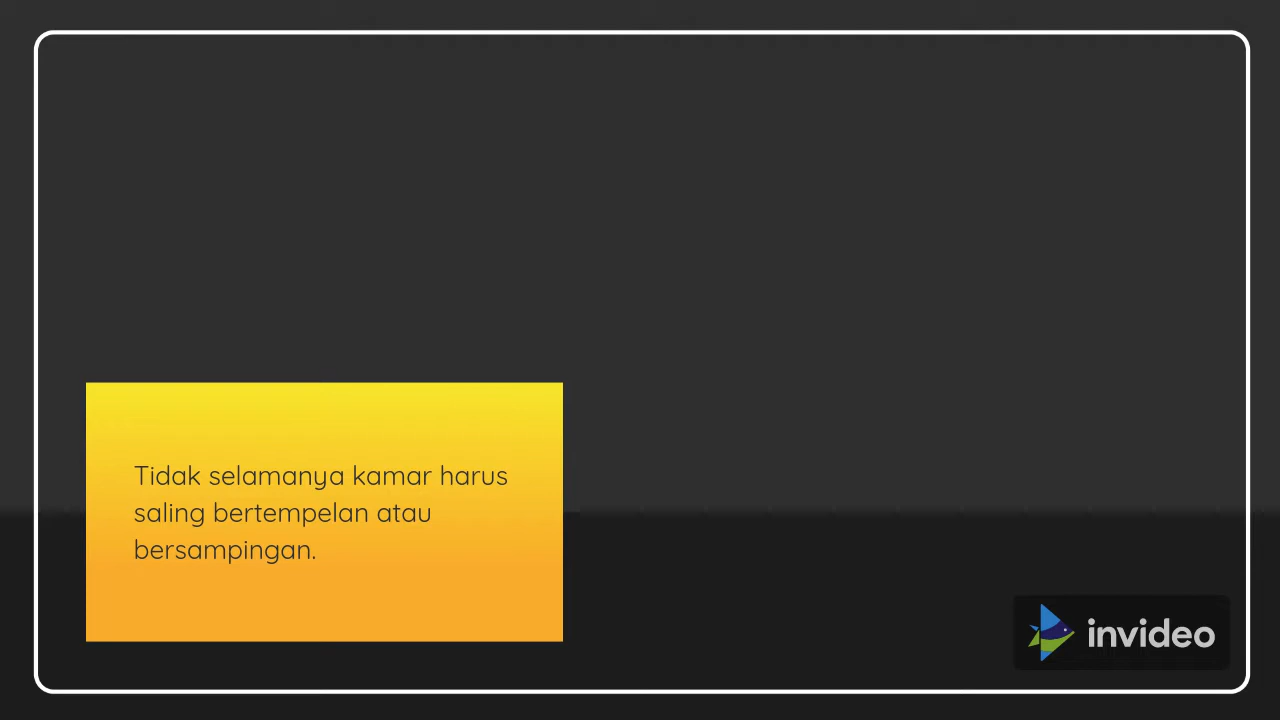 Tidak selamanya kamar harus
saling bertempelan atau
bersampingan.
invideo